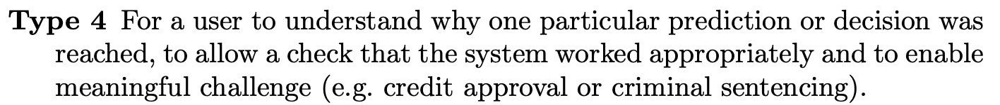 Type 4 For a user to understand why one particular prediction or decision was
reached, to allow a check that the system worked appropriately and to enable
meaningful challenge (e.g. credit approval or criminal sentencing).